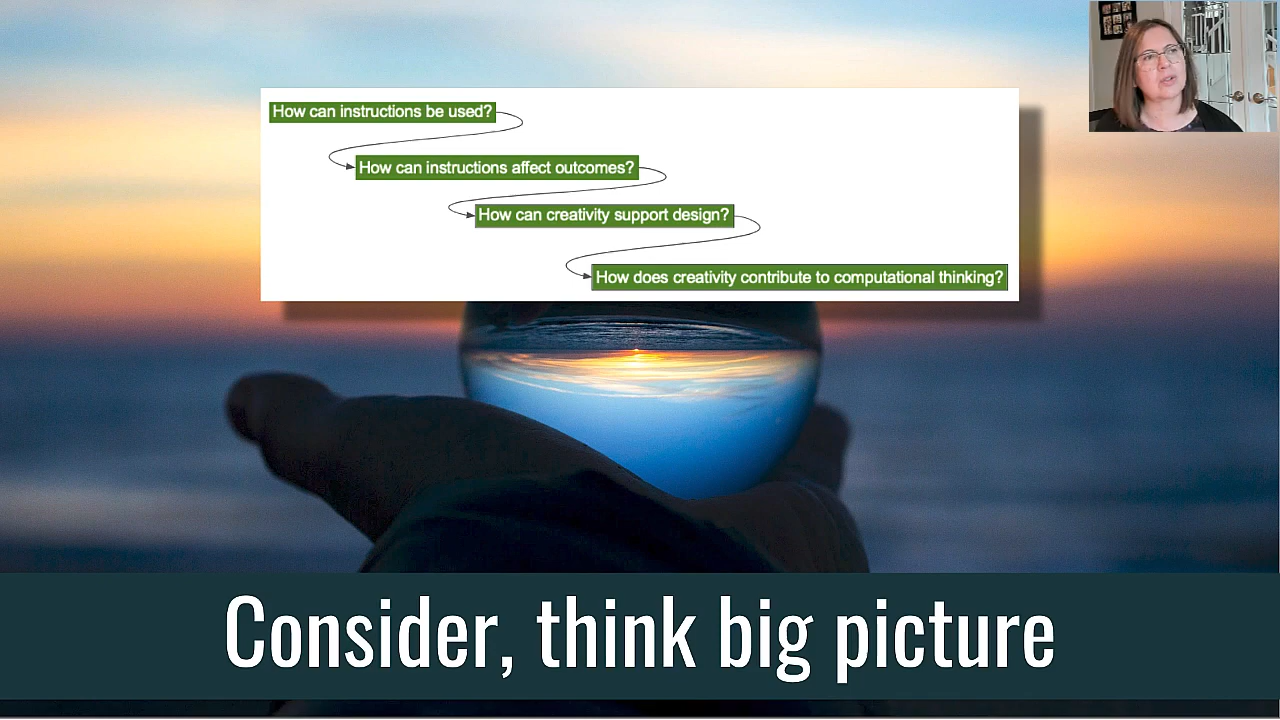 How can instructions be used?
How can instructions affect outcomes?
How can creativity support design?
How does creativity contribute to computational thinking?
Consider, think big picture